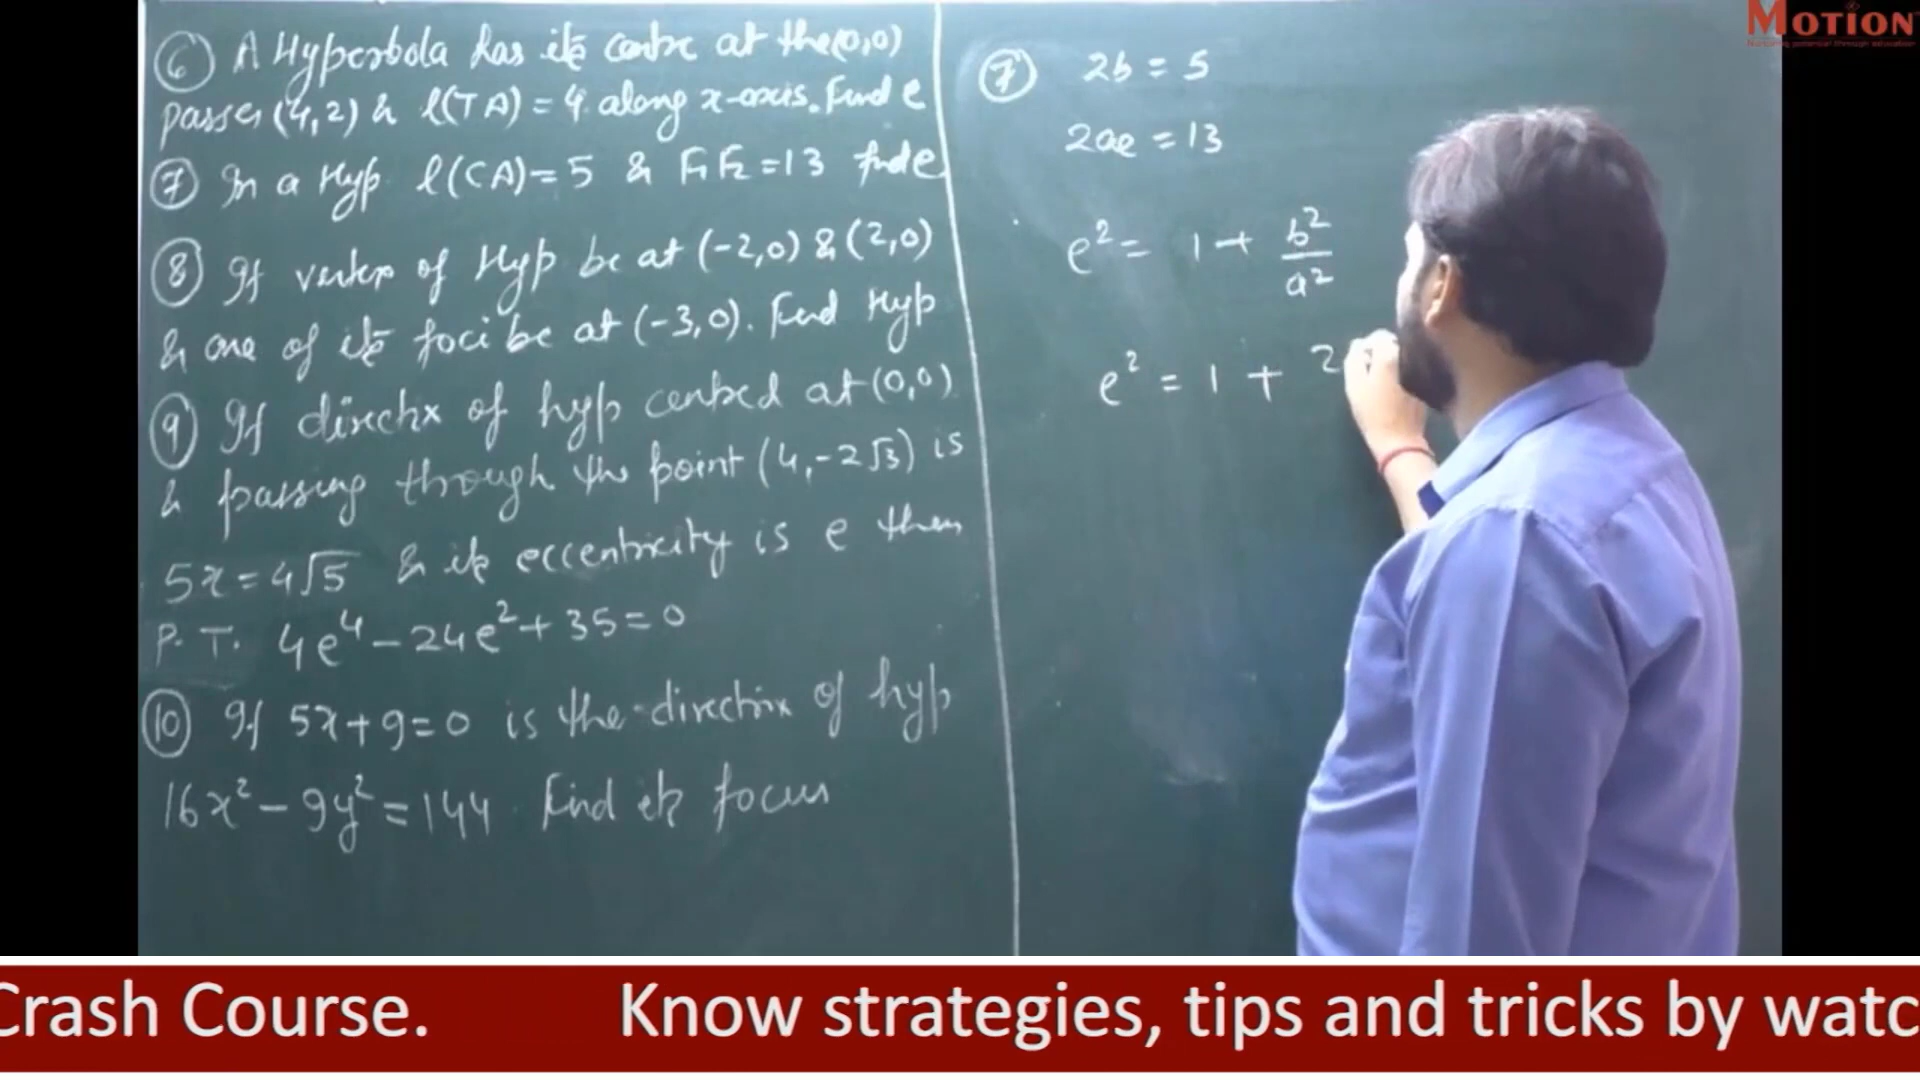 ⑥ A Hyperbola has its centre at the (0,0)
passes (4,2) & l(TA) = 4 along x-axis. Find e
⑦ In a Hyp l(CA) = 5 & F₁F₂ = 13 find e
⑧ If vertex of Hyp be at (-2,0) & (2,0)
& one of its foci be at (-3,0). Find Hyp
⑨ If directrix of hyp centred at (0,0)
& passing through the point (4,-2√3) is
5x = 4√5 & its eccentricity is e then
P.T. 4e⁴ - 24e² + 35 = 0
⑩ If 5x + 9 = 0 is the directrix of hyp
16x² - 9y² = 144. Find its focus
⑦ 2b = 5
2ae = 13
e² = 1 + b²/a²
e² = 1 + 2
MOTION
Crash Course. Know strategies, tips and tricks by watc